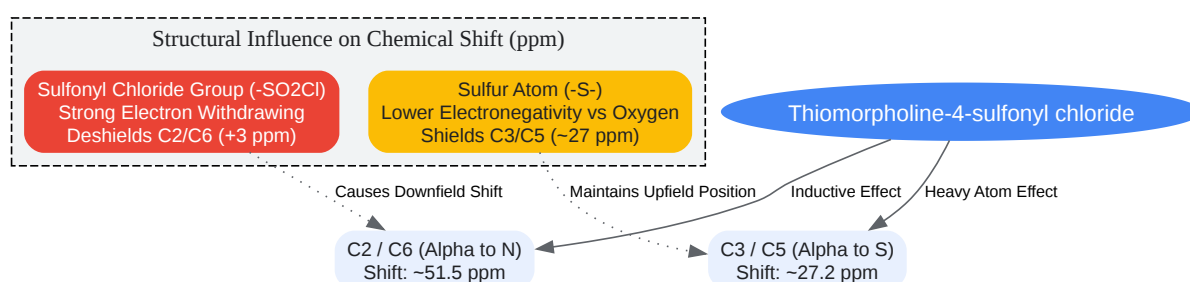 Structural Influence on Chemical Shift (ppm)
Sulfonyl Chloride Group (-SO2Cl)
Strong Electron Withdrawing
Deshields C2/C6 (+3 ppm)
Sulfur Atom (-S-)
Lower Electronegativity vs Oxygen
Shields C3/C5 (~27 ppm)
Thiomorpholine-4-sulfonyl chloride
Causes Downfield Shift
Maintains Upfield Position
Inductive Effect
Heavy Atom Effect
C2 / C6 (Alpha to N)
Shift: ~51.5 ppm
C3 / C5 (Alpha to S)
Shift: ~27.2 ppm